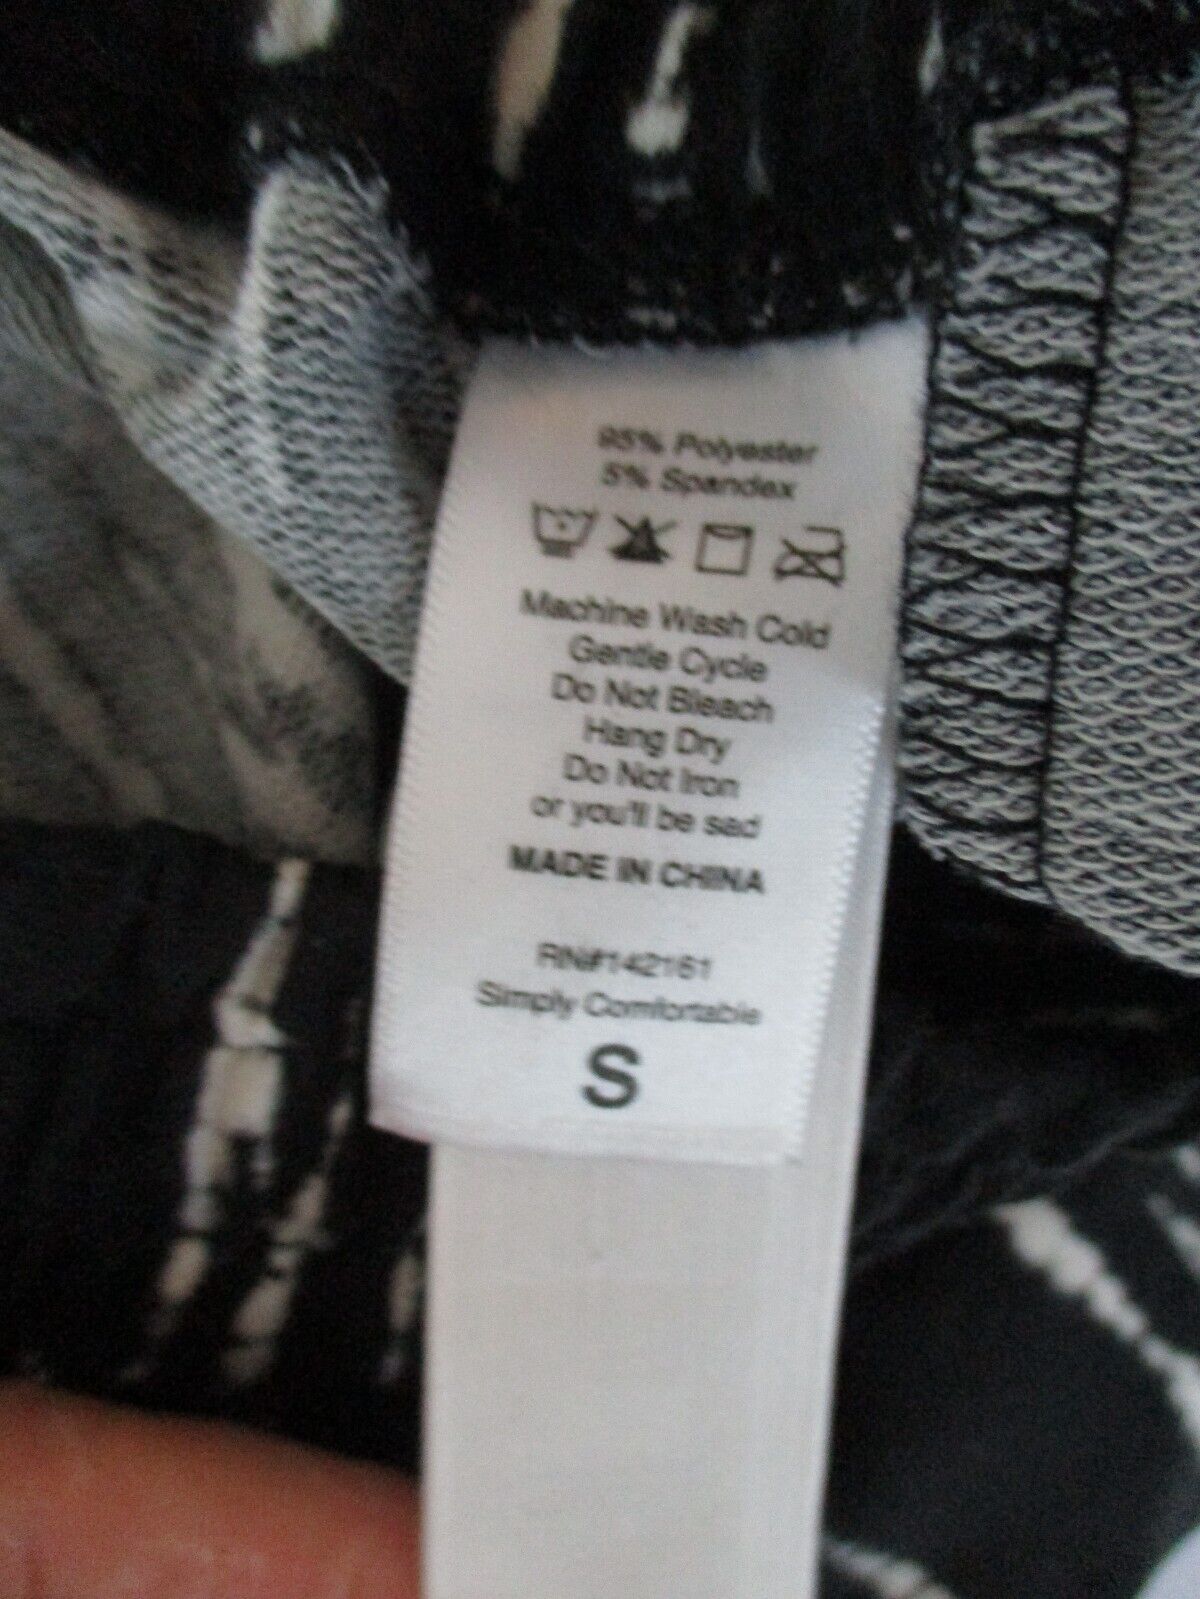 95% Polyester
5% Spandex
Machine Wash Cold
Gentle Cycle
Do Not Bleach
Hang Dry
Do Not Iron
or you'll be sad
MADE IN CHINA
RN#142161
Simply Comfortable
S